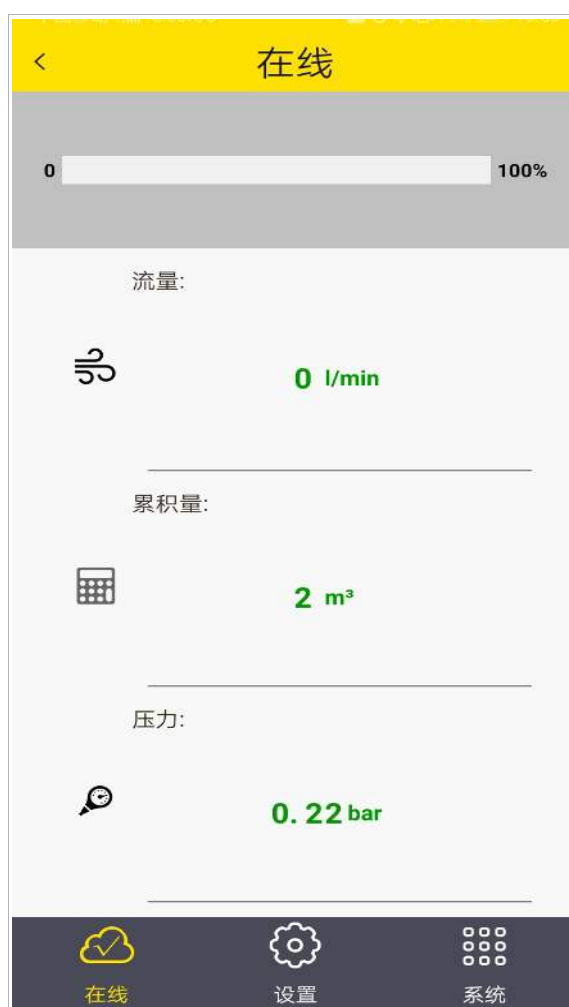 在线
0 100%
流量:
0 l/min
累积量:
2 m³
压力:
0.22 bar
在线 设置 系统